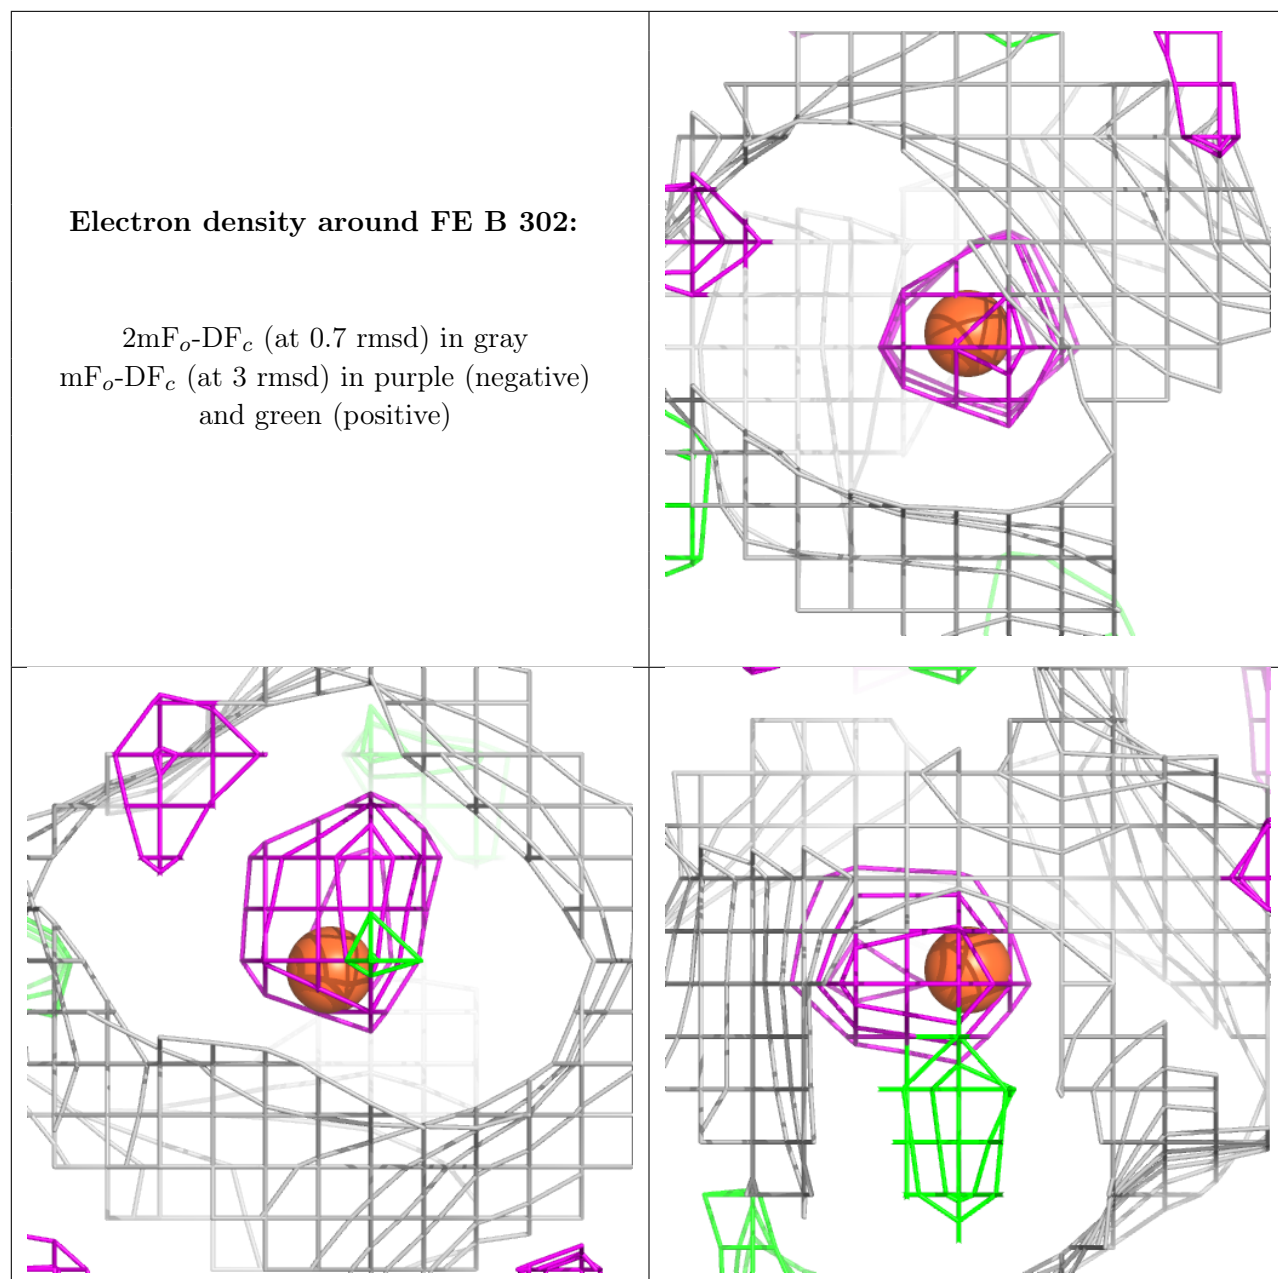 Electron density around FE B 302:
2mFo-DFc (at 0.7 rmsd) in gray
mFo-DFc (at 3 rmsd) in purple (negative)
and green (positive)